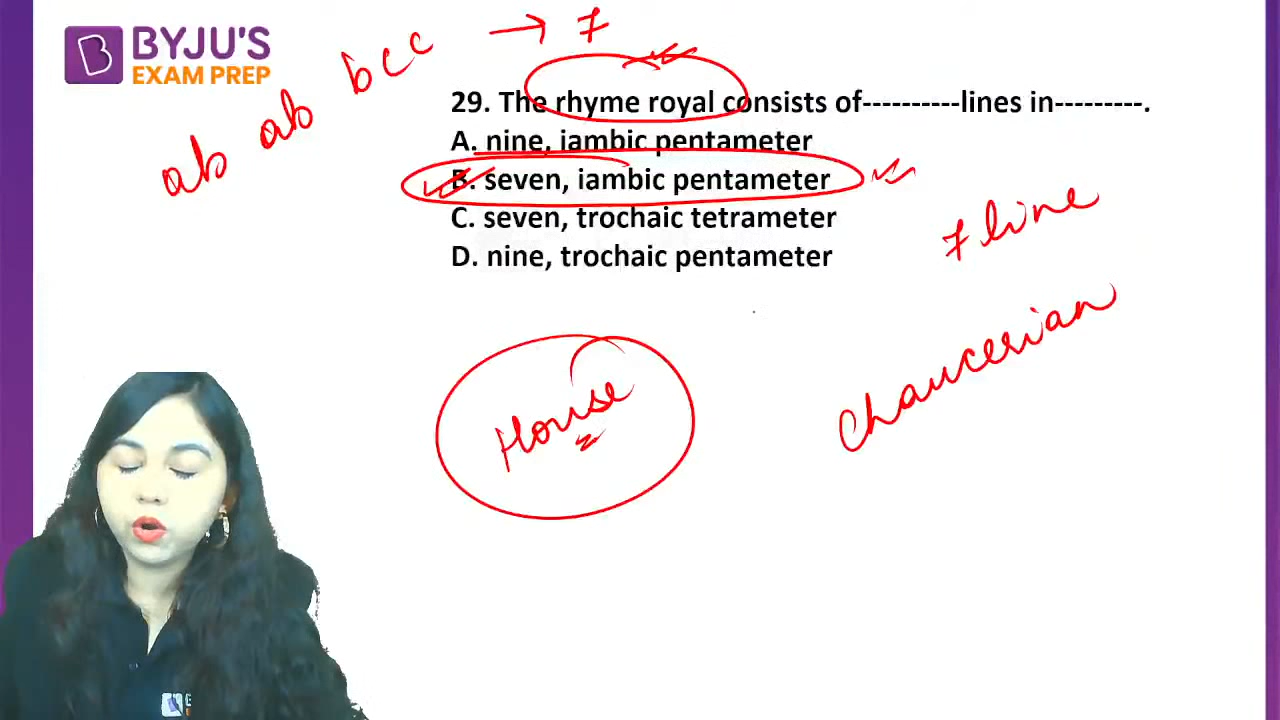 BYJU'S
EXAM PREP
ab ab bcc → 7
29. The rhyme royal consists of----------lines in---------.
A. nine, iambic pentameter
B. seven, iambic pentameter
C. seven, trochaic tetrameter
D. nine, trochaic pentameter
7 line
Chaucerian
House